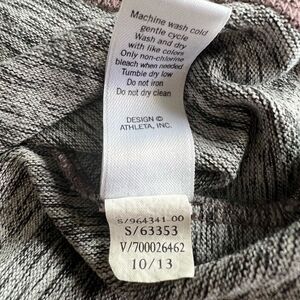 Machine wash cold
gentle cycle
Wash and dry
with like colors
Only non-chlorine
bleach when needed
Tumble dry low
Do not iron
Do not dry clean
DESIGN ©
ATHLETA, INC.
S/964341-00
S/63353
V/700026462
10/13